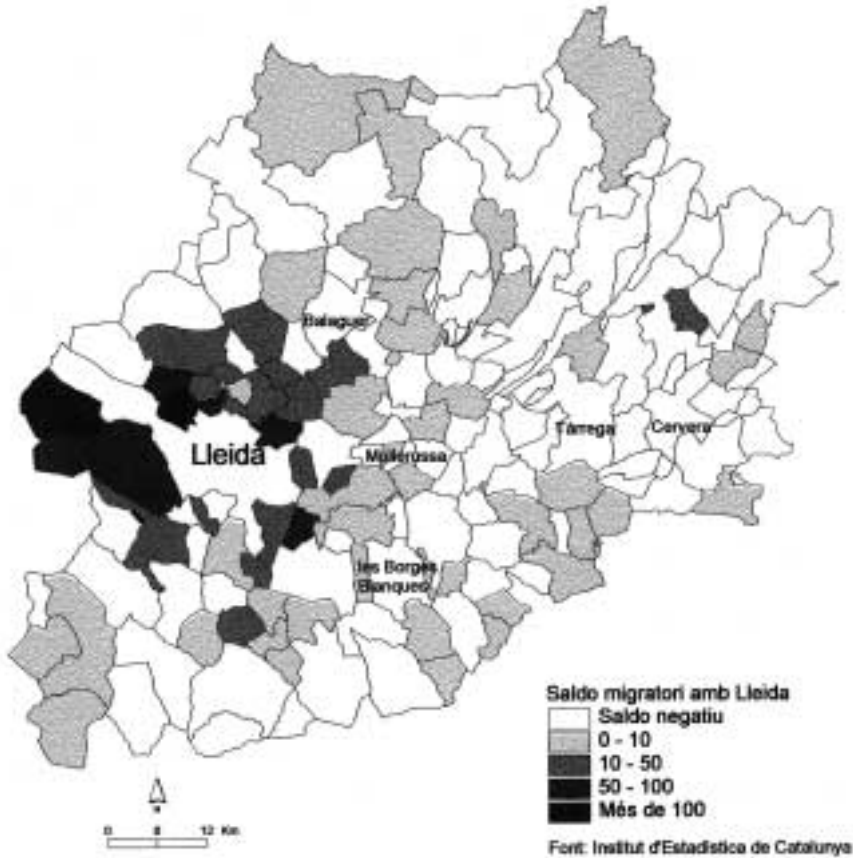 Balaguer
Lleida
Mollerussa
Tàrrega
Cervera
les Borges
Blanques
Saldo migratori amb Lleida
Saldo negatiu
0 - 10
10 - 50
50 - 100
Més de 100
0 8 12 Km
Font: Institut d'Estadística de Catalunya